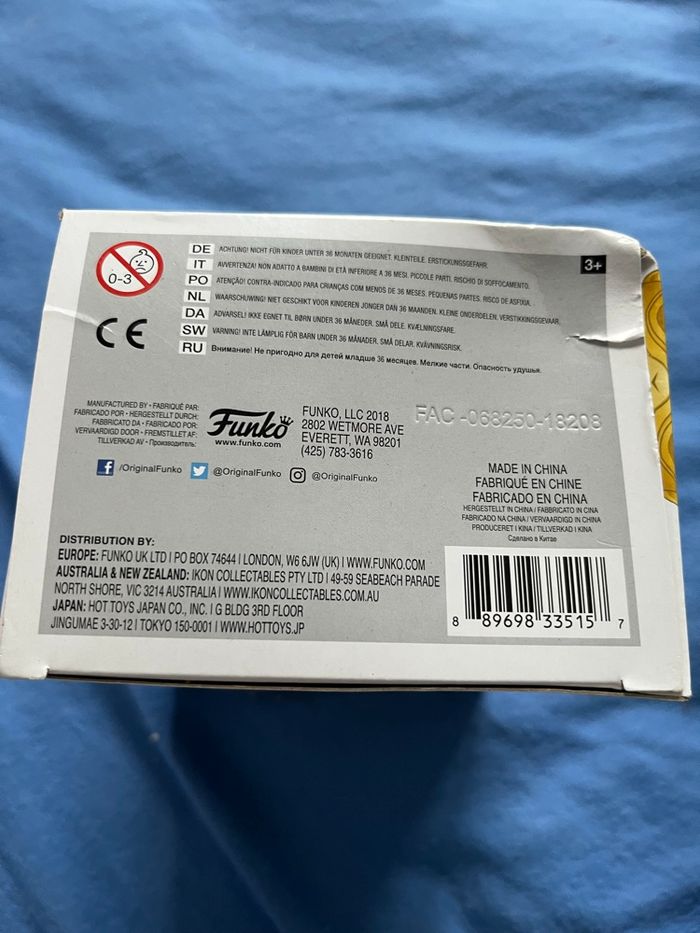 0-3
3+
DE ACHTUNG! NICHT FÜR KINDER UNTER 36 MONATEN GEEIGNET. KLEINTEILE. ERSTICKUNGSGEFAHR.
IT AVVERTENZA! NON ADATTO A BAMBINI DI ETÀ INFERIORE A 36 MESI. PICCOLE PARTI. RISCHIO DI SOFFOCAMENTO.
PO ATENÇÃO! CONTRA-INDICADO PARA CRIANÇAS COM MENOS DE 36 MESES. PEQUENAS PARTES. RISCO DE ASFIXIA.
NL WAARSCHUWING! NIET GESCHIKT VOOR KINDEREN JONGER DAN 36 MAANDEN. KLEINE ONDERDELEN. VERSTIKKINGSGEVAAR.
DA ADVARSEL! IKKE EGNET TIL BØRN UNDER 36 MÅNEDER. SMÅ DELE. KVÆLNINGSFARE.
SW VARNING! INTE LÄMPLIG FÖR BARN UNDER 36 MÅNADER. SMÅ DELAR. KVÄVNINGSRISK.
RU Внимание! Не пригодно для детей младше 36 месяцев. Мелкие части. Опасность удушья.
CE
MANUFACTURED BY • FABRIQUÉ PAR:
FABRICADO POR • HERGESTELLT DURCH:
FABBRICATO DA • FABRICADO POR:
VERVAARDIGD DOOR • FREMSTILLET AF:
TILLVERKAD AV • Производитель:
Funko
www.funko.com
FUNKO, LLC 2018
2802 WETMORE AVE
EVERETT, WA 98201
(425) 783-3616
FAC -068250-18208
/OriginalFunko @OriginalFunko @OriginalFunko
MADE IN CHINA
FABRIQUÉ EN CHINE
FABRICADO EN CHINA
HERGESTELLT IN CHINA / FABBRICATO IN CINA
FABRICADO NA CHINA / VERVAARDIGD IN CHINA
PRODUCERET I KINA / TILLVERKAD I KINA
Сделано в Китае
DISTRIBUTION BY:
EUROPE: FUNKO UK LTD I PO BOX 74644 I LONDON, W6 6JW (UK) I WWW.FUNKO.COM
AUSTRALIA & NEW ZEALAND: IKON COLLECTABLES PTY LTD I 49-59 SEABEACH PARADE
NORTH SHORE, VIC 3214 AUSTRALIA I WWW.IKONCOLLECTABLES.COM.AU
JAPAN: HOT TOYS JAPAN CO., INC. I G BLDG 3RD FLOOR
JINGUMAE 3-30-12 I TOKYO 150-0001 I WWW.HOTTOYS.JP
8 89698 33515 7